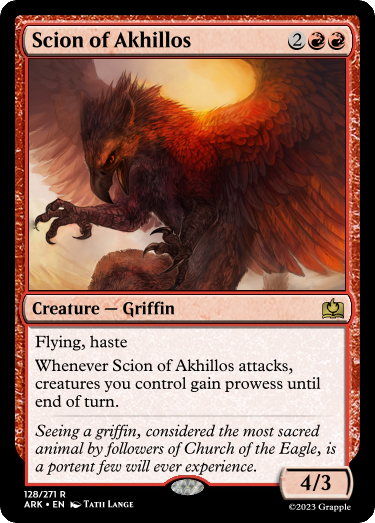 Scion of Akhillos 2
Creature — Griffin
Flying, haste
Whenever Scion of Akhillos attacks,
creatures you control gain prowess until
end of turn.
Seeing a griffin, considered the most sacred
animal by followers of Church of the Eagle, is
a portent few will ever experience.
4/3
128/271 R
ARK • EN Tatii Lange
©2023 Grapple